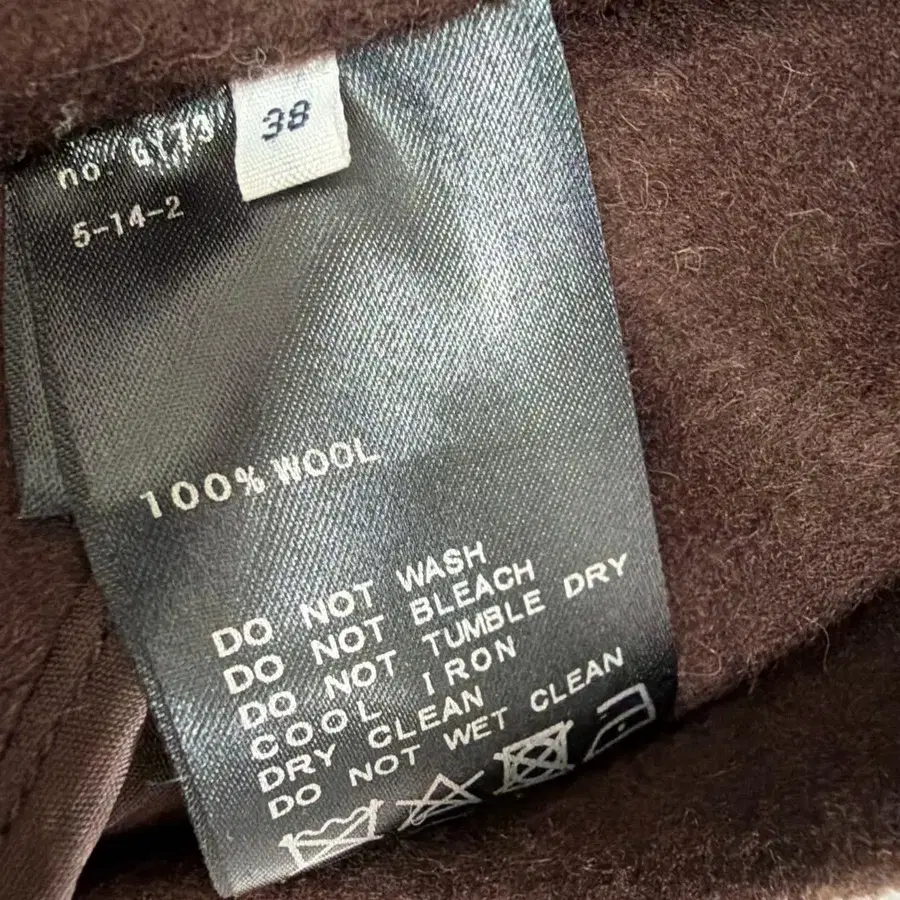 38
no. GY73
5-14-2
100% WOOL
DO NOT WASH
DO NOT BLEACH
DO NOT TUMBLE DRY
COOL IRON
DRY CLEAN
DO NOT WET CLEAN